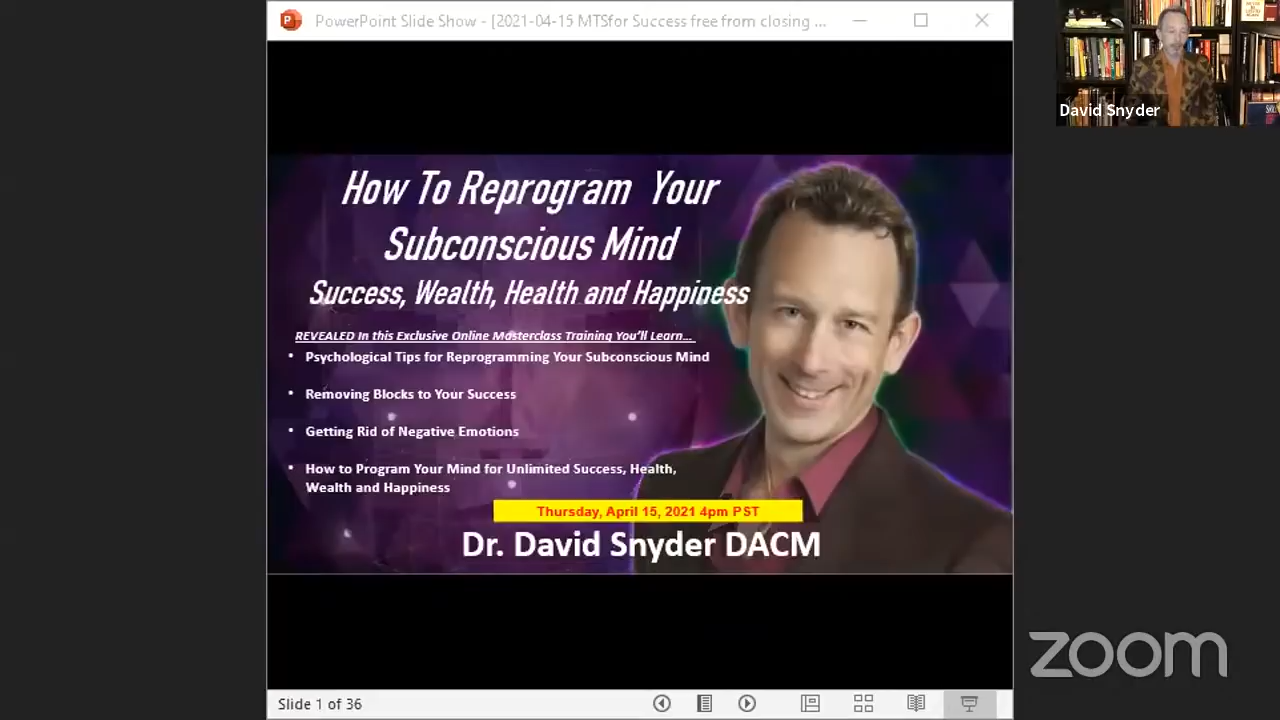 PowerPoint Slide Show - [2021-04-15 MTSfor Success free from closing ...
David Snyder
How To Reprogram Your
Subconscious Mind
Success, Wealth, Health and Happiness
REVEALED In this Exclusive Online Masterclass Training You'll Learn...
• Psychological Tips for Reprogramming Your Subconscious Mind
• Removing Blocks to Your Success
• Getting Rid of Negative Emotions
• How to Program Your Mind for Unlimited Success, Health,
Wealth and Happiness
Thursday, April 15, 2021 4pm PST
Dr. David Snyder DACM
zoom
Slide 1 of 36